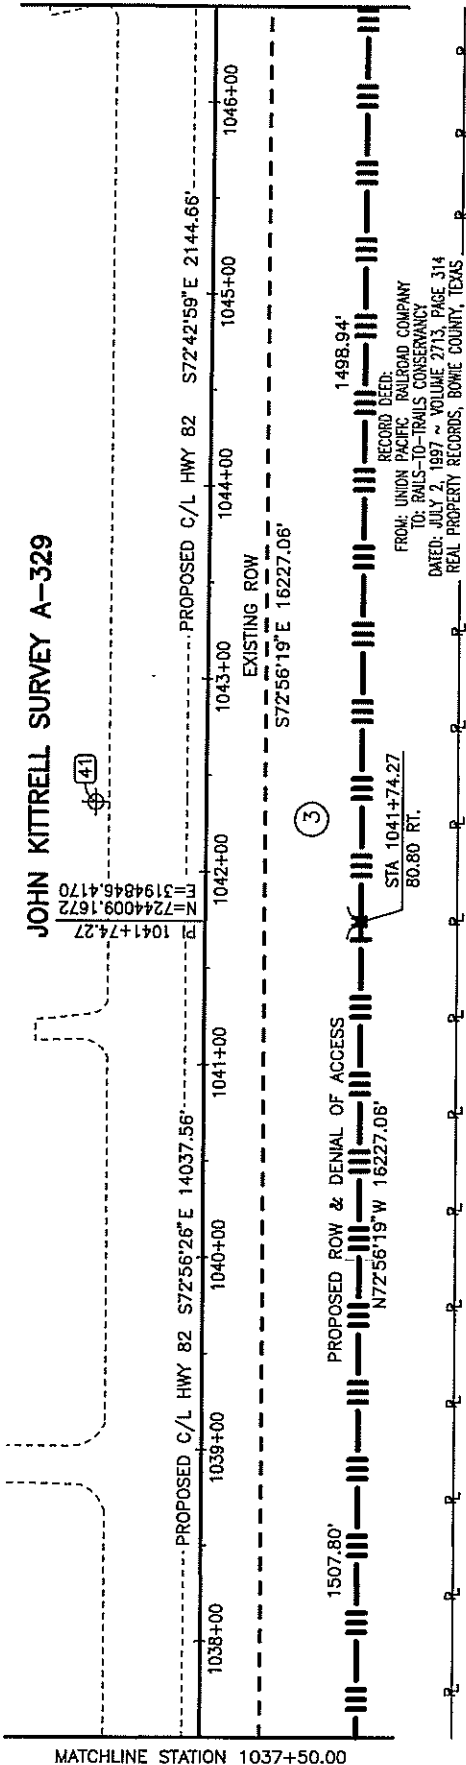 JOHN KITTRELL SURVEY A-329
41
PI 1041+74.27
N=7244009.1672
E=3194846.4170
PROPOSED C/L HWY 82 S72°56'26"E 14037.56'
PROPOSED C/L HWY 82 S72°42'59"E 2144.66'
1038+00
1039+00
1040+00
1041+00
1042+00
1043+00
1044+00
1045+00
1046+00
EXISTING ROW
S72°56'19"E 16227.06'
3
1507.80'
PROPOSED ROW & DENIAL OF ACCESS
N72°56'19"W 16227.06'
STA 1041+74.27
80.80 RT.
1498.94'
RECORD DEED:
FROM: UNION PACIFIC RAILROAD COMPANY
TO: RAILS-TO-TRAILS CONSERVANCY
DATED: JULY 2, 1997 ~ VOLUME 2713, PAGE 314
REAL PROPERTY RECORDS, BOWIE COUNTY, TEXAS
MATCHLINE STATION 1037+50.00